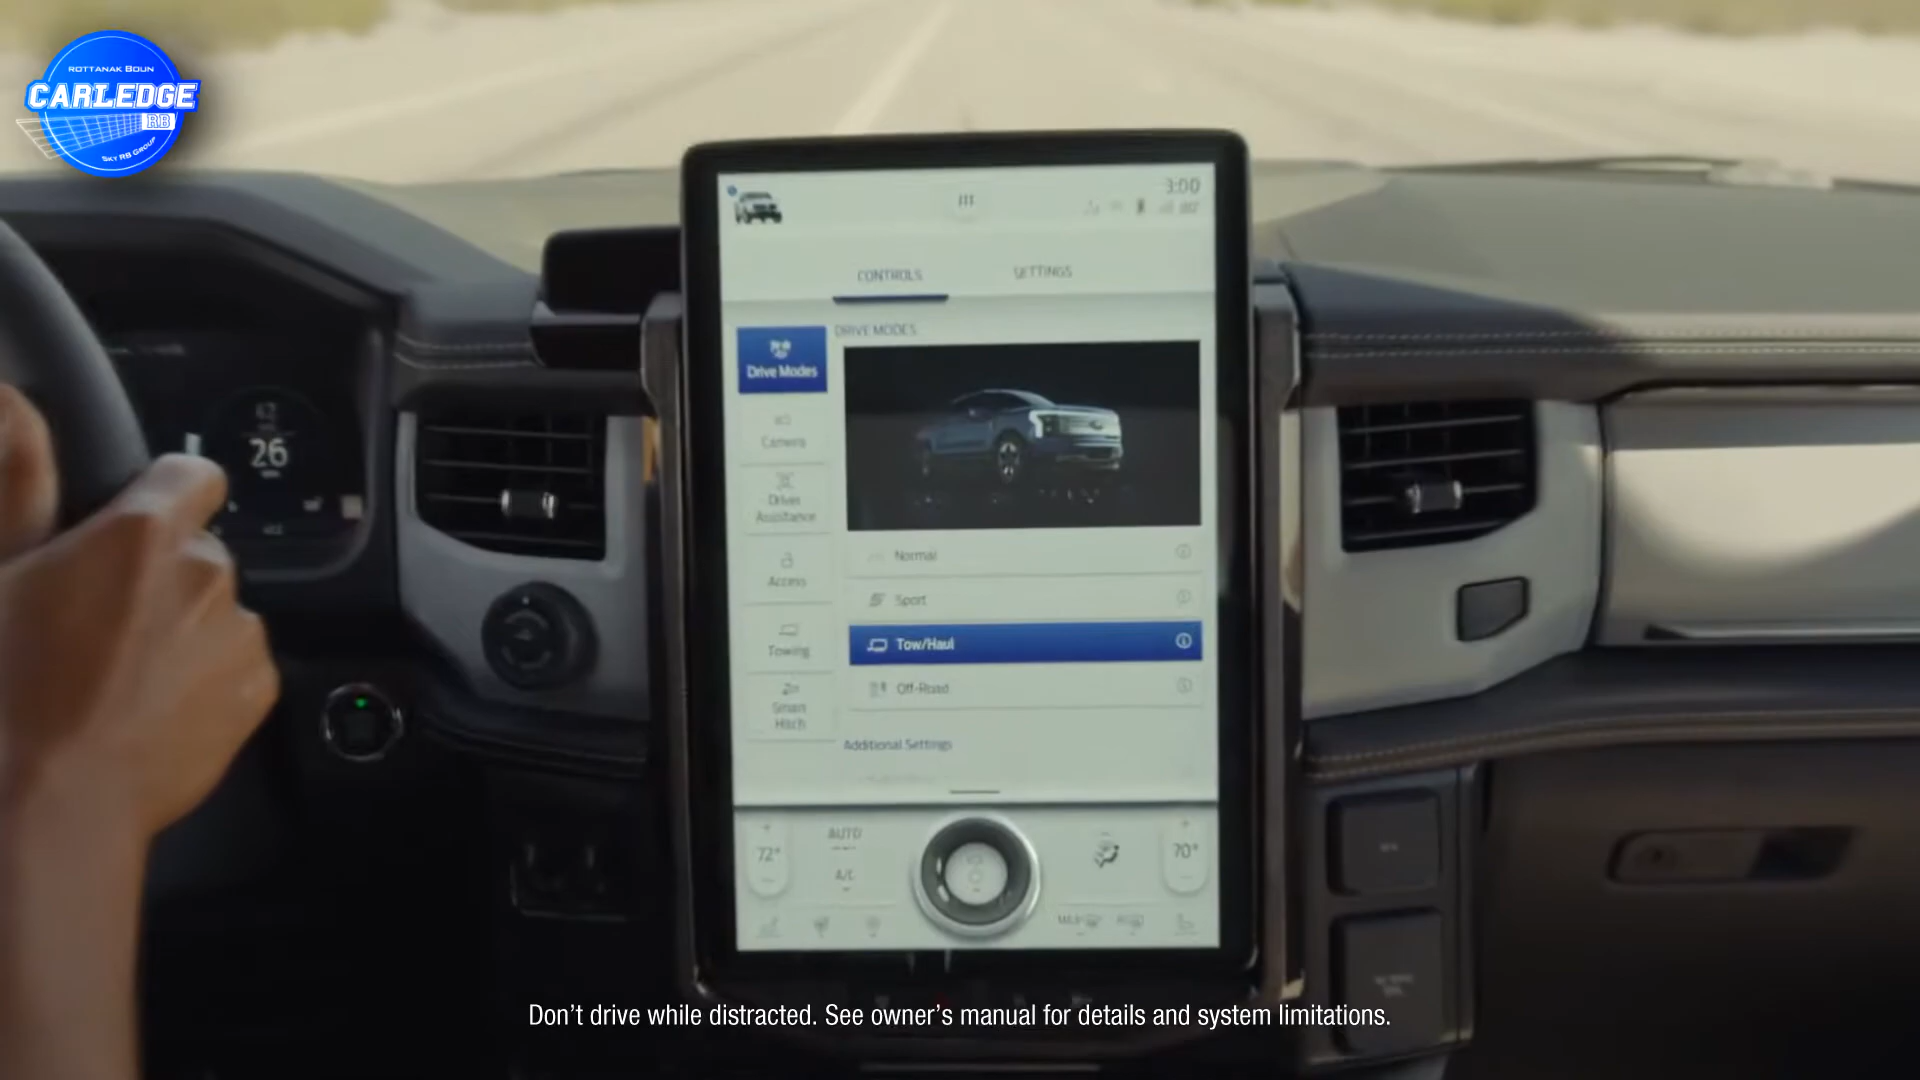 ROTTANAK BOUN
CARLEDGE
RB
SKY RB GROUP
3:00
CONTROLS
SETTINGS
DRIVE MODES
Drive Modes
Camera
Driver
Assistance
Access
Towing
Smart
Hitch
Normal
Sport
Tow/Haul
Off-Road
Additional Settings
62
26
72°
AUTO
A/C
70°
Don't drive while distracted. See owner's manual for details and system limitations.